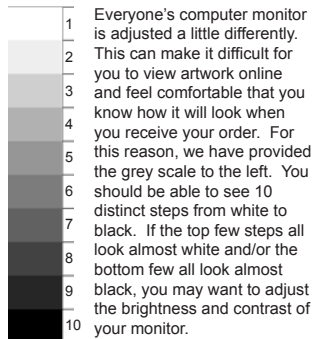 1
2
3
4
5
6
7
8
9
10
Everyone's computer monitor
is adjusted a little differently.
This can make it difficult for
you to view artwork online
and feel comfortable that you
know how it will look when
you receive your order.  For
this reason, we have provided
the grey scale to the left.  You
should be able to see 10
distinct steps from white to
black.  If the top few steps all
look almost white and/or the
bottom few all look almost
black, you may want to adjust
the brightness and contrast of
your monitor.